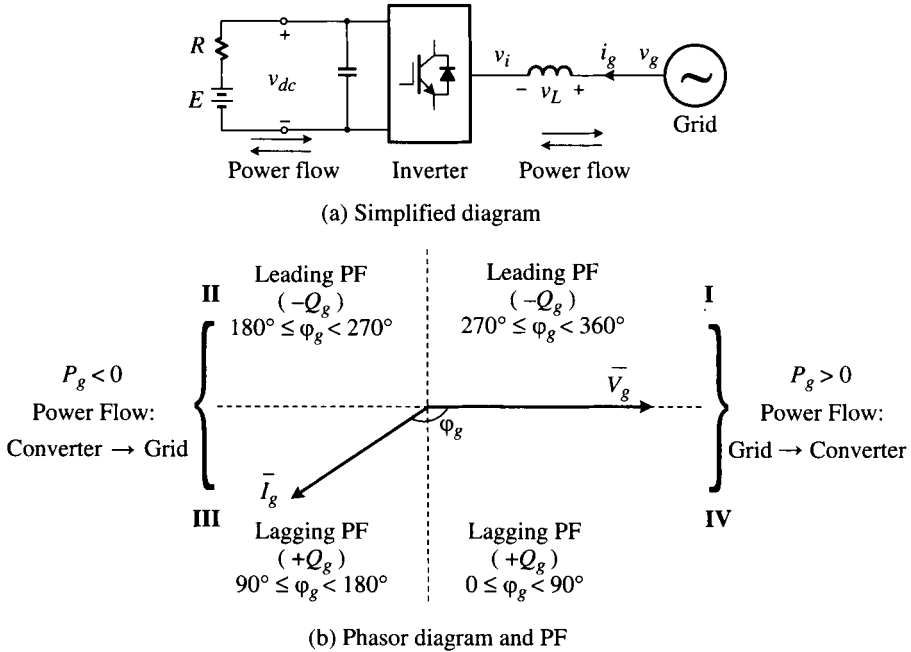 R
E
+
v_dc
−
v_i
− v_L +
i_g
v_g
~
Grid
Power flow
Inverter
Power flow
(a) Simplified diagram
Leading PF
(−Q_g)
180° ≤ φ_g < 270°
II
Leading PF
(−Q_g)
270° ≤ φ_g < 360°
I
P_g < 0
Power Flow:
Converter → Grid
V̅_g
φ_g
I̅_g
P_g > 0
Power Flow:
Grid → Converter
III
Lagging PF
(+Q_g)
90° ≤ φ_g < 180°
Lagging PF
(+Q_g)
0 ≤ φ_g < 90°
IV
(b) Phasor diagram and PF